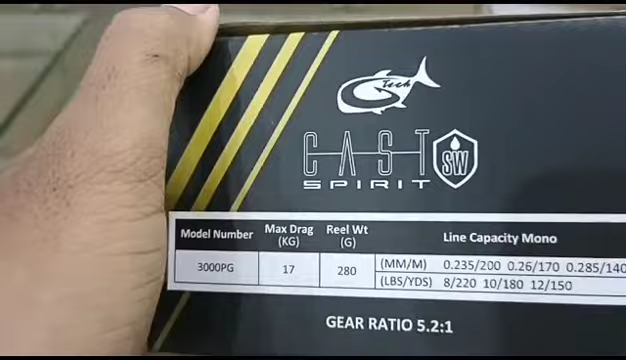 G tech
CAST SW
SPIRIT
Model Number Max Drag (KG) Reel Wt (G) Line Capacity Mono
3000PG 17 280 (MM/M) 0.235/200 0.26/170 0.285/140
(LBS/YDS) 8/220 10/180 12/150
GEAR RATIO 5.2:1